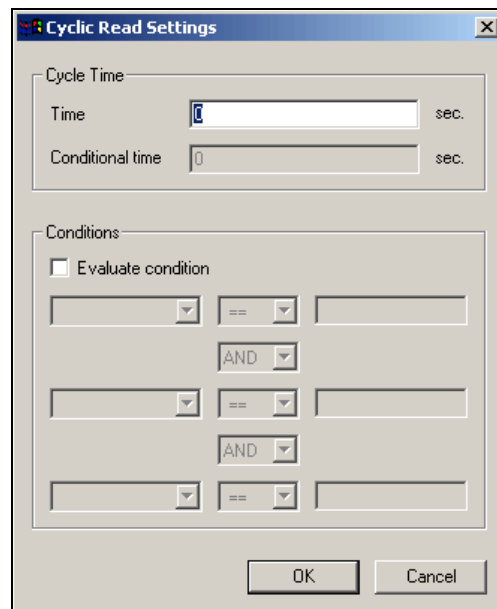 Cyclic Read Settings
Cycle Time
Time 0 sec.
Conditional time 0 sec.
Conditions
Evaluate condition
==
AND
==
AND
==
OK Cancel